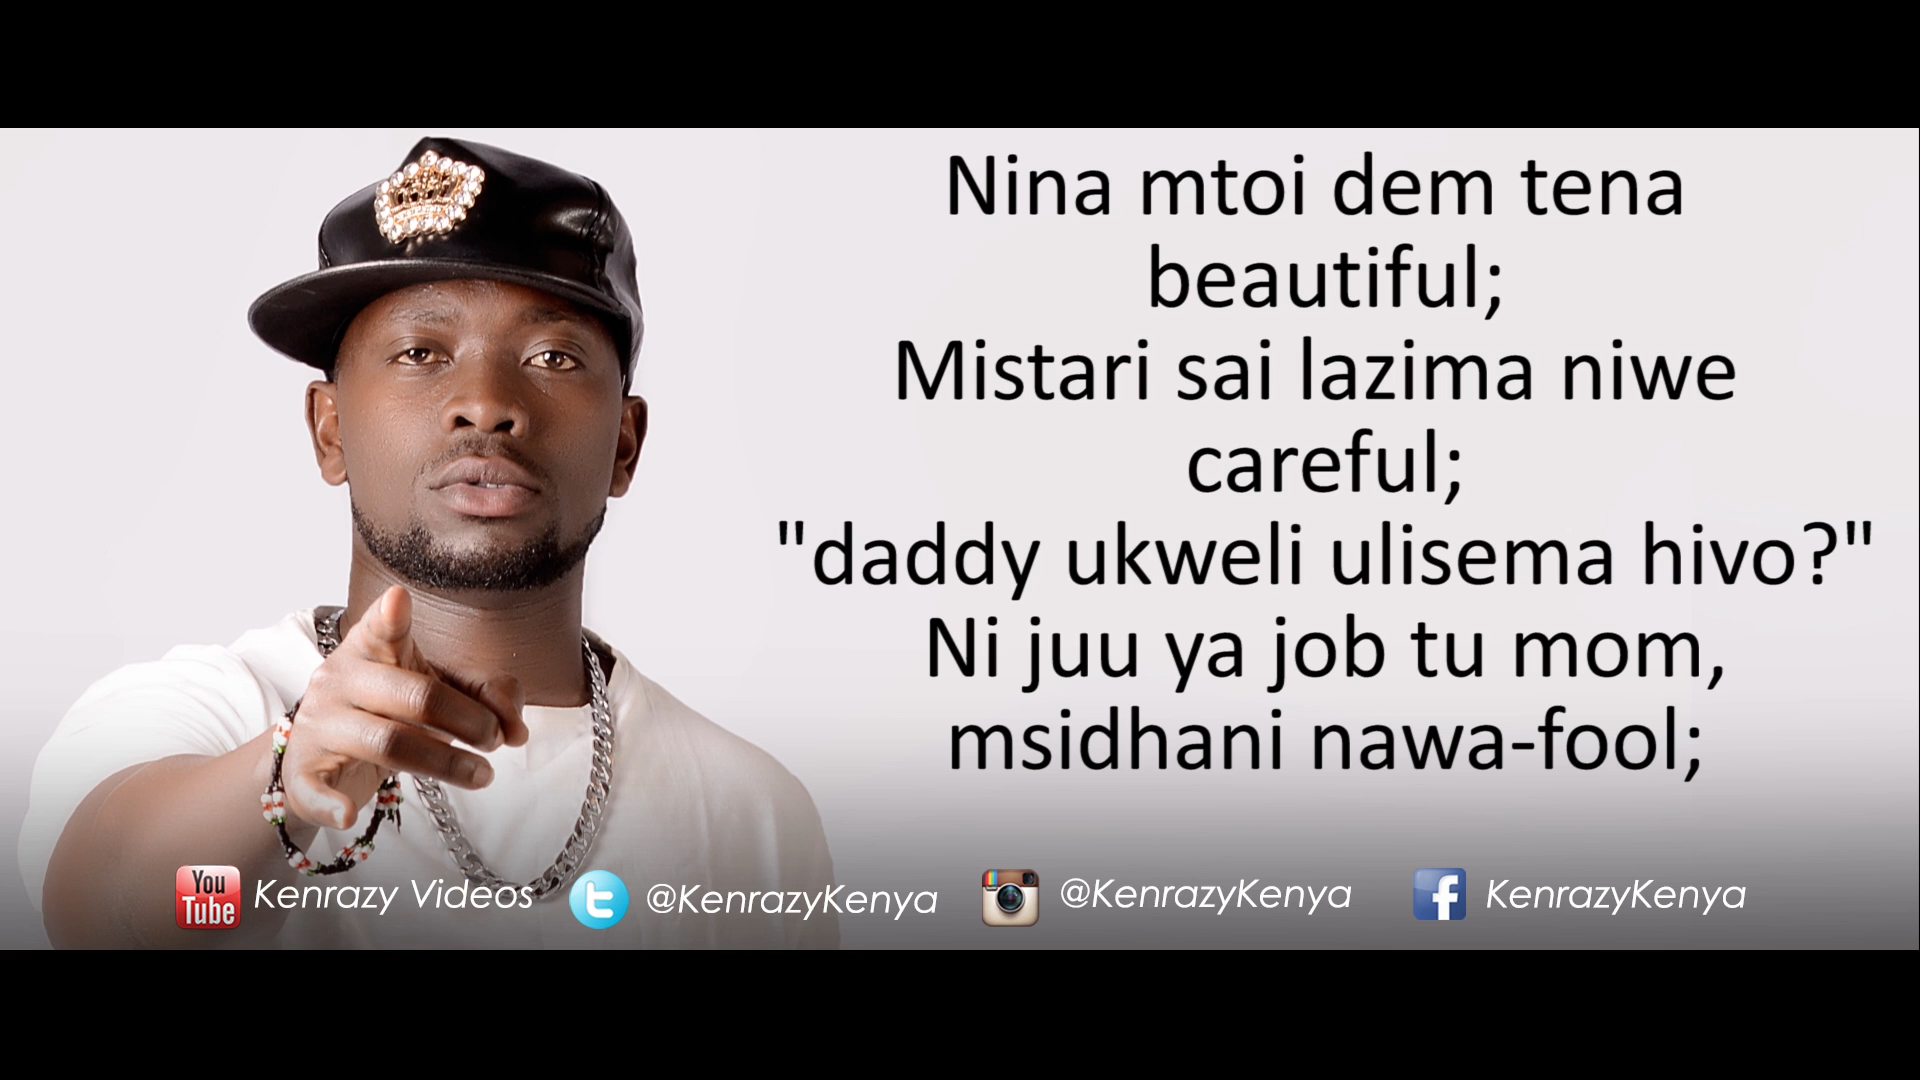 Nina mtoi dem tena
beautiful;
Mistari sai lazima niwe
careful;
"daddy ukweli ulisema hivo?"
Ni juu ya job tu mom,
msidhani nawa-fool;
You
Tube
Kenrazy Videos
@KenrazyKenya
@KenrazyKenya
KenrazyKenya